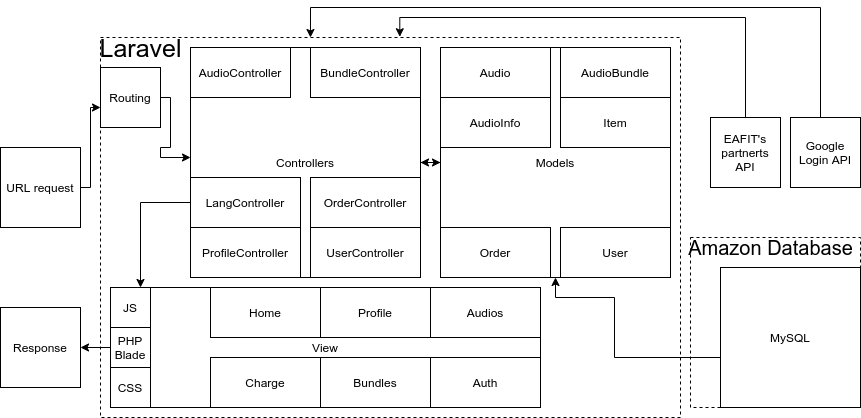 Laravel
AudioController
BundleController
Audio
AudioBundle
Routing
AudioInfo
Item
EAFIT's
partnerts
API
Google
Login API
Controllers
Models
URL request
LangController
OrderController
ProfileController
UserController
Order
User
Amazon Database
JS
Home
Profile
Audios
PHP
Blade
View
Response
MySQL
CSS
Charge
Bundles
Auth